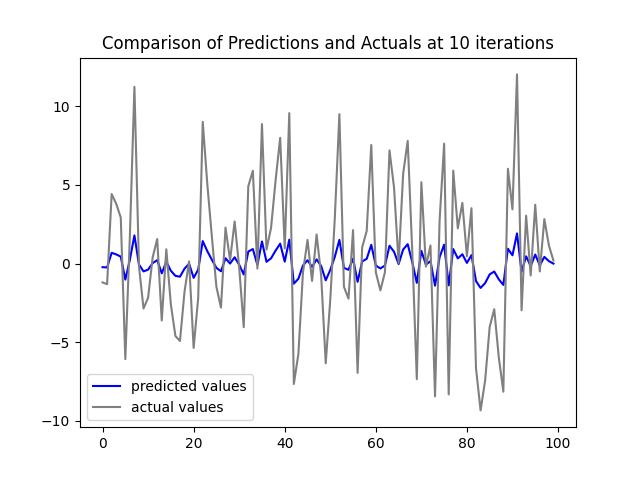 Comparison of Predictions and Actuals at 10 iterations
10
5
0
−5
−10
predicted values
actual values
0 20 40 60 80 100